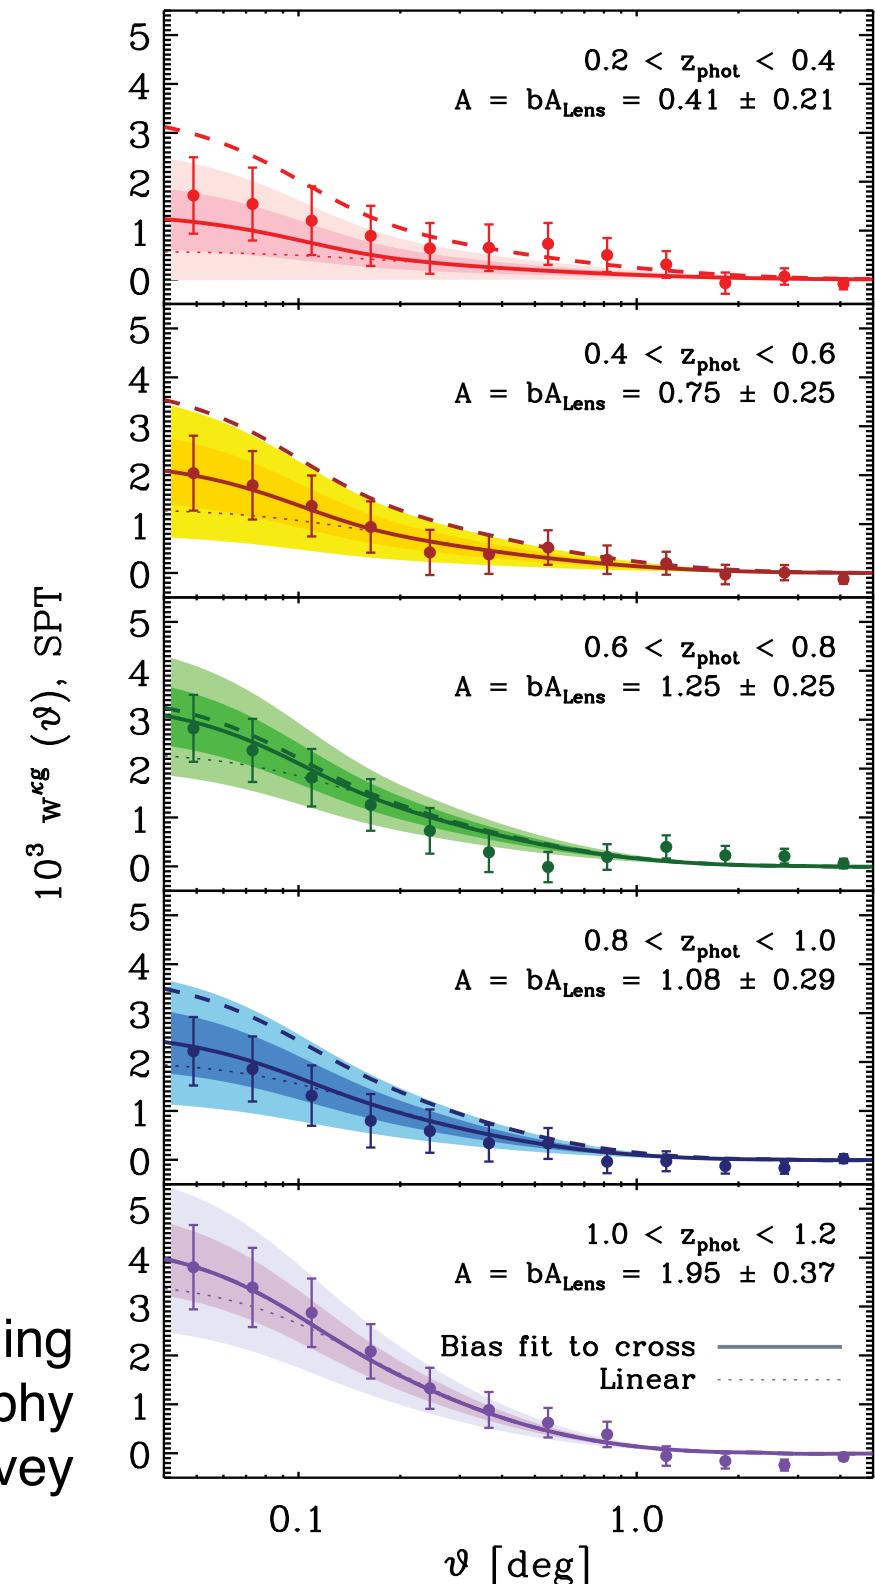 5
4
3
2
1
0
0.2 < z_phot < 0.4
A = bA_Lens = 0.41 ± 0.21
5
4
3
2
1
0
0.4 < z_phot < 0.6
A = bA_Lens = 0.75 ± 0.25
5
4
3
2
1
0
0.6 < z_phot < 0.8
A = bA_Lens = 1.25 ± 0.25
5
4
3
2
1
0
0.8 < z_phot < 1.0
A = bA_Lens = 1.08 ± 0.29
5
4
3
2
1
0
1.0 < z_phot < 1.2
A = bA_Lens = 1.95 ± 0.37
Bias fit to cross
Linear
10³ w^κg (ϑ), SPT
ing
phy
vey
0.1 1.0
ϑ [deg]